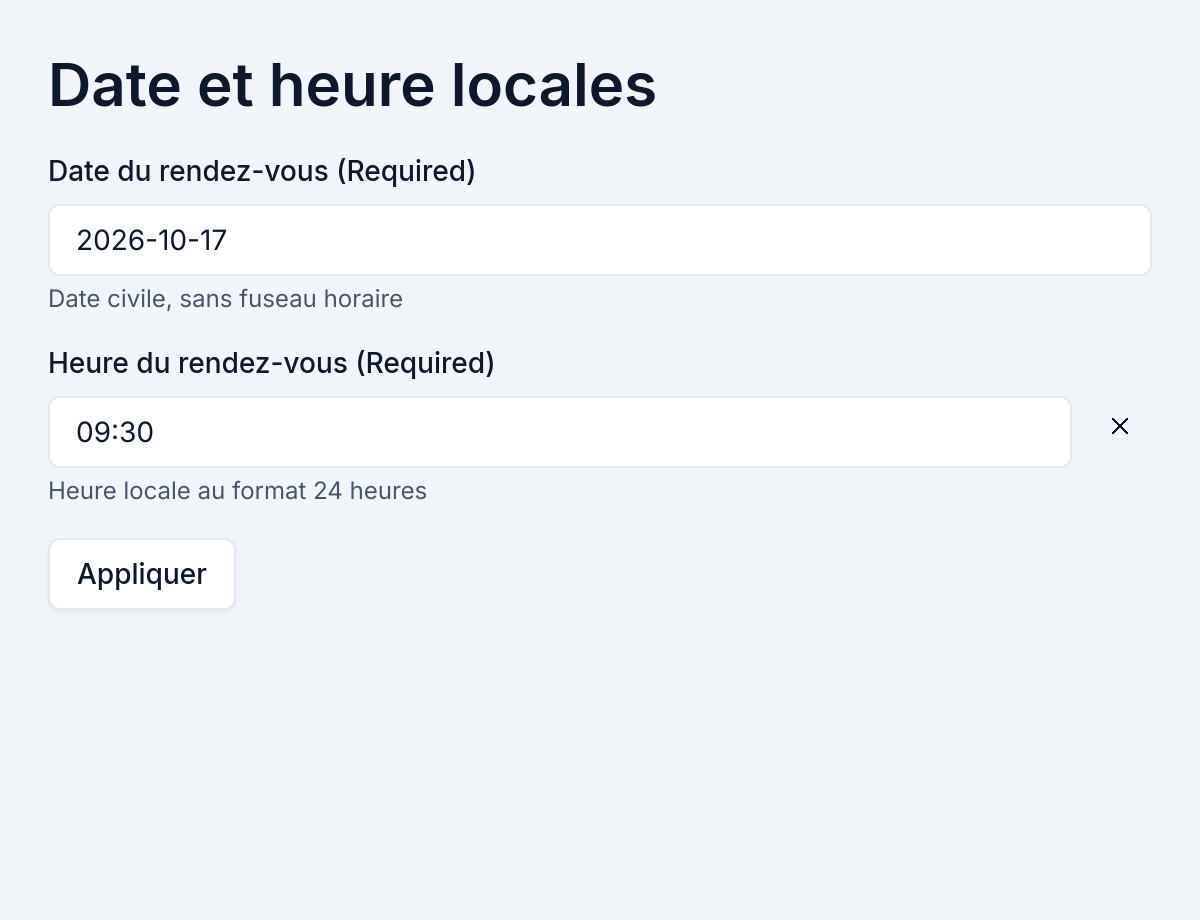 Date et heure locales
Date du rendez-vous (Required)
2026-10-17
Date civile, sans fuseau horaire
Heure du rendez-vous (Required)
09:30
Heure locale au format 24 heures
Appliquer